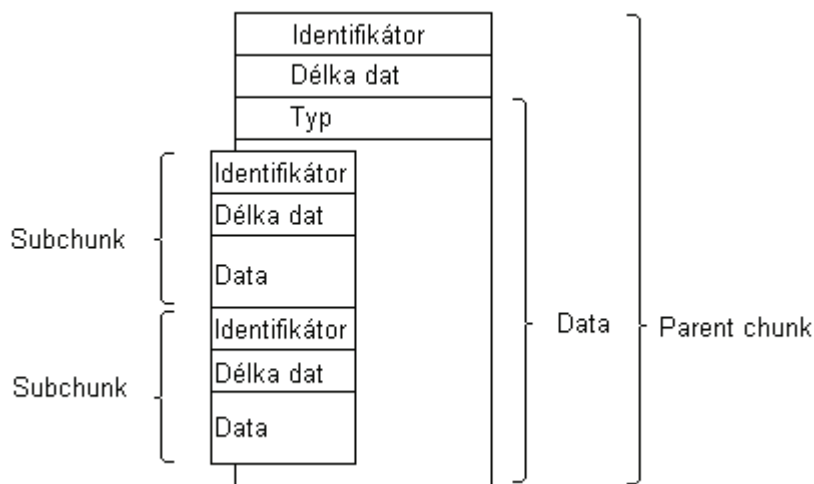 Identifikátor
Délka dat
Typ
Subchunk
Identifikátor
Délka dat
Data
Subchunk
Identifikátor
Délka dat
Data
Data
Parent chunk